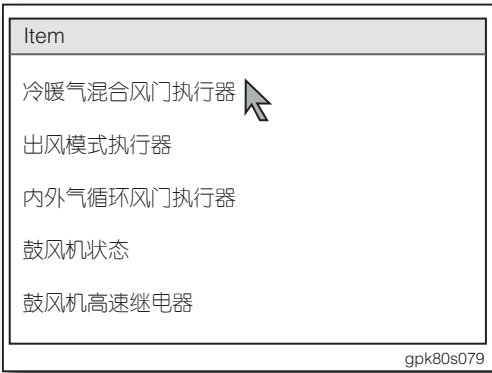 Item
冷暖气混合风门执行器
出风模式执行器
内外气循环风门执行器
鼓风机状态
鼓风机高速继电器
gpk80s079